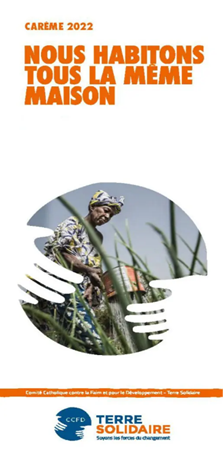 CARÊME 2022
NOUS HABITONS
TOUS LA MÊME
MAISON
Comité Catholique contre la Faim et pour le Développement - Terre Solidaire
CCFD
TERRE
SOLIDAIRE
Soyons les forces du changement